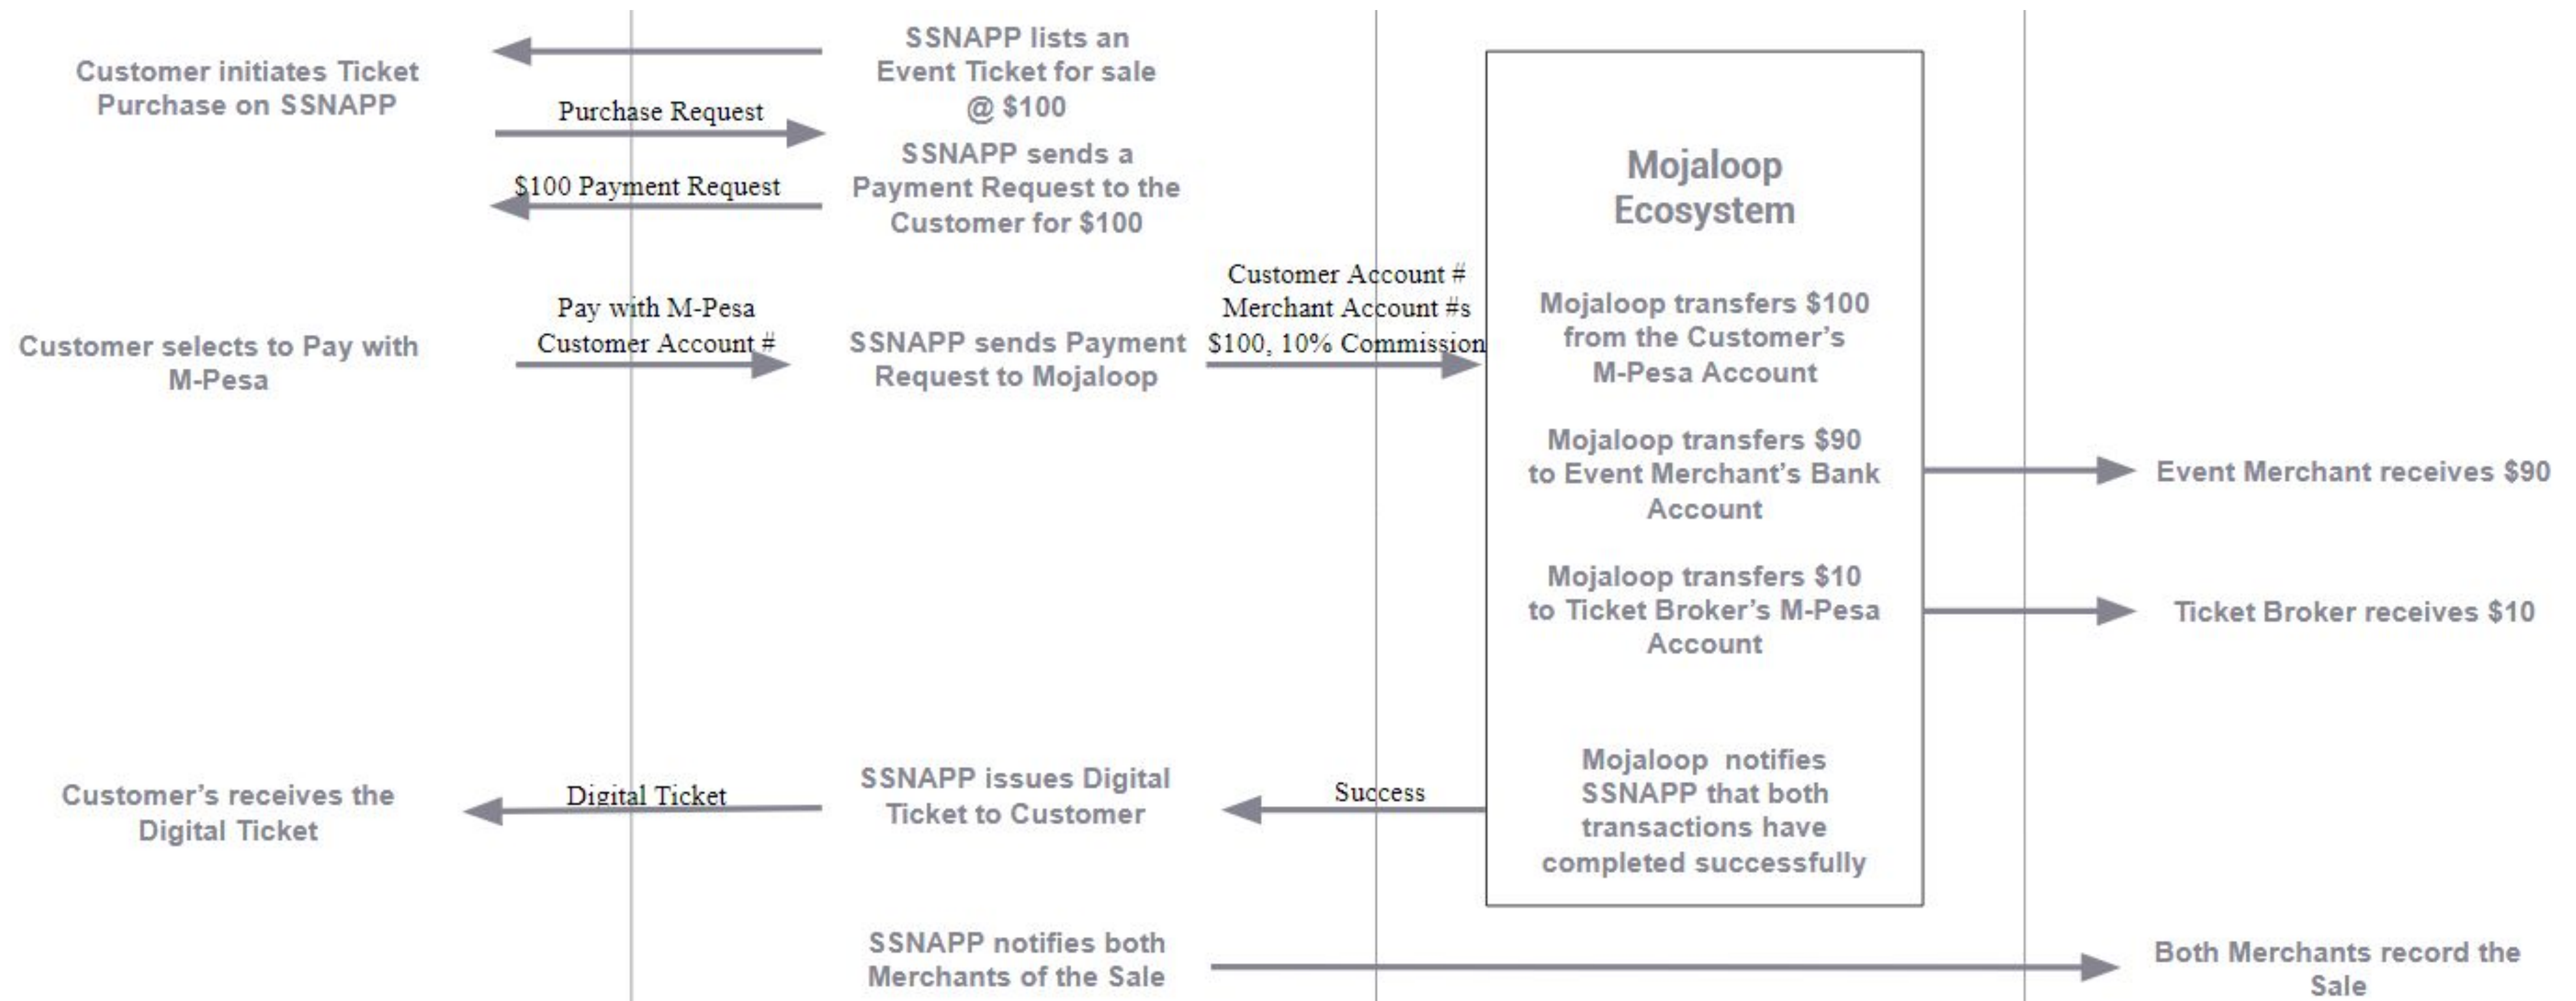 Customer initiates Ticket
Purchase on SSNAPP
SSNAPP lists an
Event Ticket for sale
@ $100
Purchase Request
SSNAPP sends a
Payment Request to the
Customer for $100
$100 Payment Request
Mojaloop
Ecosystem
Customer selects to Pay with
M-Pesa
Pay with M-Pesa
Customer Account #
SSNAPP sends Payment
Request to Mojaloop
Customer Account #
Merchant Account #s
$100, 10% Commission
Mojaloop transfers $100
from the Customer’s
M-Pesa Account
Mojaloop transfers $90
to Event Merchant’s Bank
Account
Event Merchant receives $90
Mojaloop transfers $10
to Ticket Broker’s M-Pesa
Account
Ticket Broker receives $10
Mojaloop notifies
SSNAPP that both
transactions have
completed successfully
Success
SSNAPP issues Digital
Ticket to Customer
Digital Ticket
Customer’s receives the
Digital Ticket
SSNAPP notifies both
Merchants of the Sale
Both Merchants record the
Sale